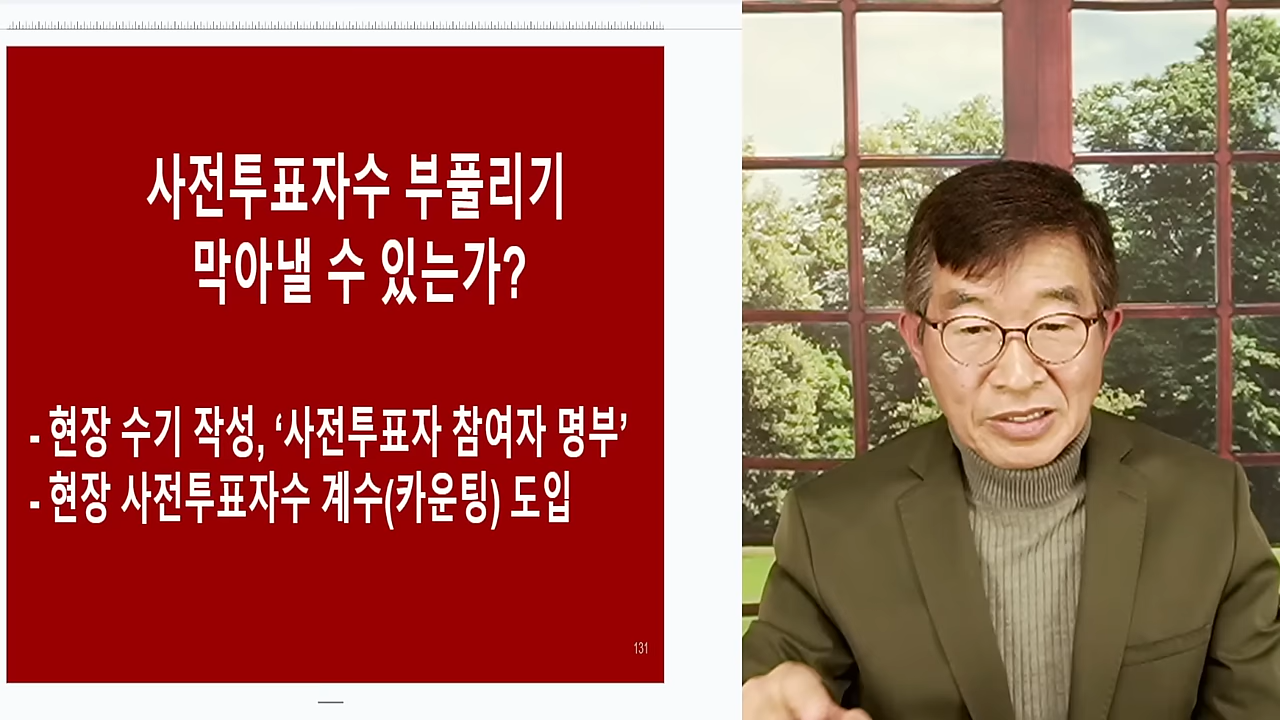 사전투표자수 부풀리기
막아낼 수 있는가?
- 현장 수기 작성, ‘사전투표자 참여자 명부’
- 현장 사전투표자수 계수(카운팅) 도입
131